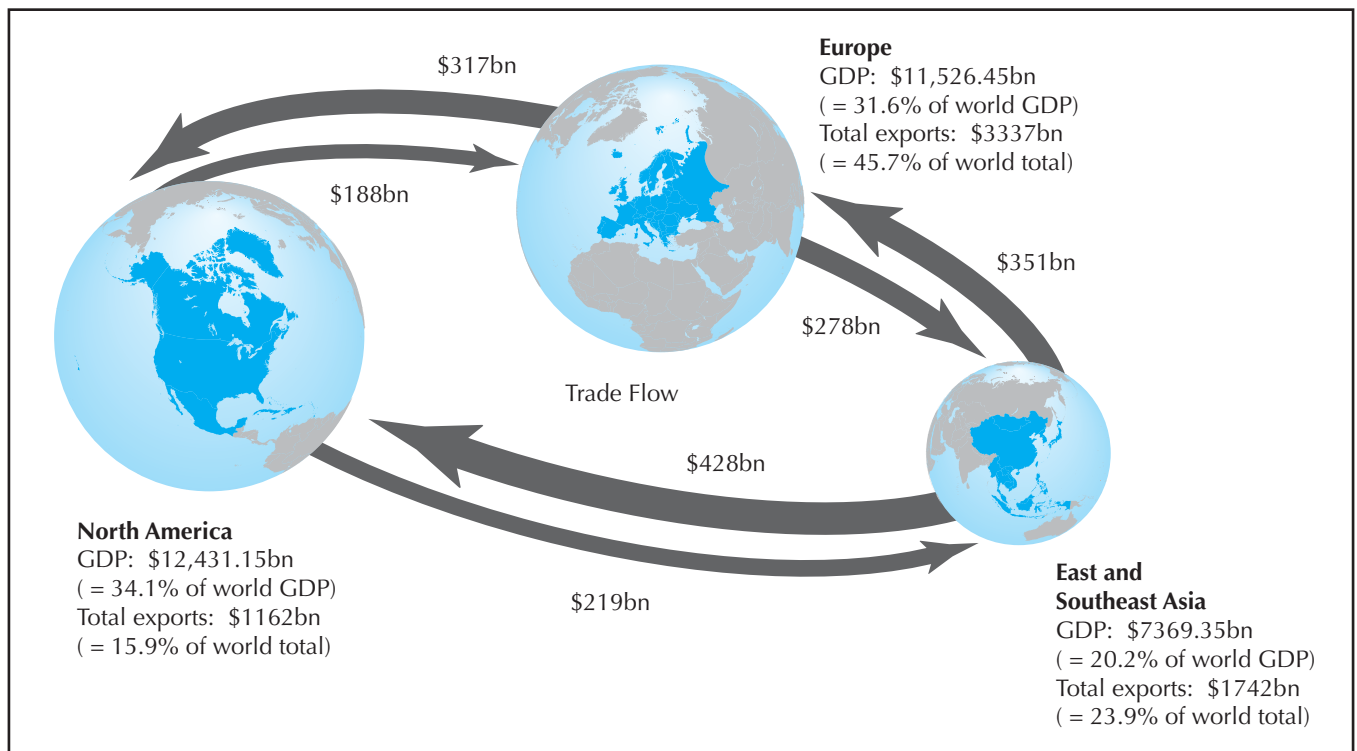 $317bn
$188bn
Europe
GDP: $11,526.45bn
( = 31.6% of world GDP)
Total exports: $3337bn
( = 45.7% of world total)
$351bn
$278bn
Trade Flow
$428bn
$219bn
North America
GDP: $12,431.15bn
( = 34.1% of world GDP)
Total exports: $1162bn
( = 15.9% of world total)
East and
Southeast Asia
GDP: $7369.35bn
( = 20.2% of world GDP)
Total exports: $1742bn
( = 23.9% of world total)